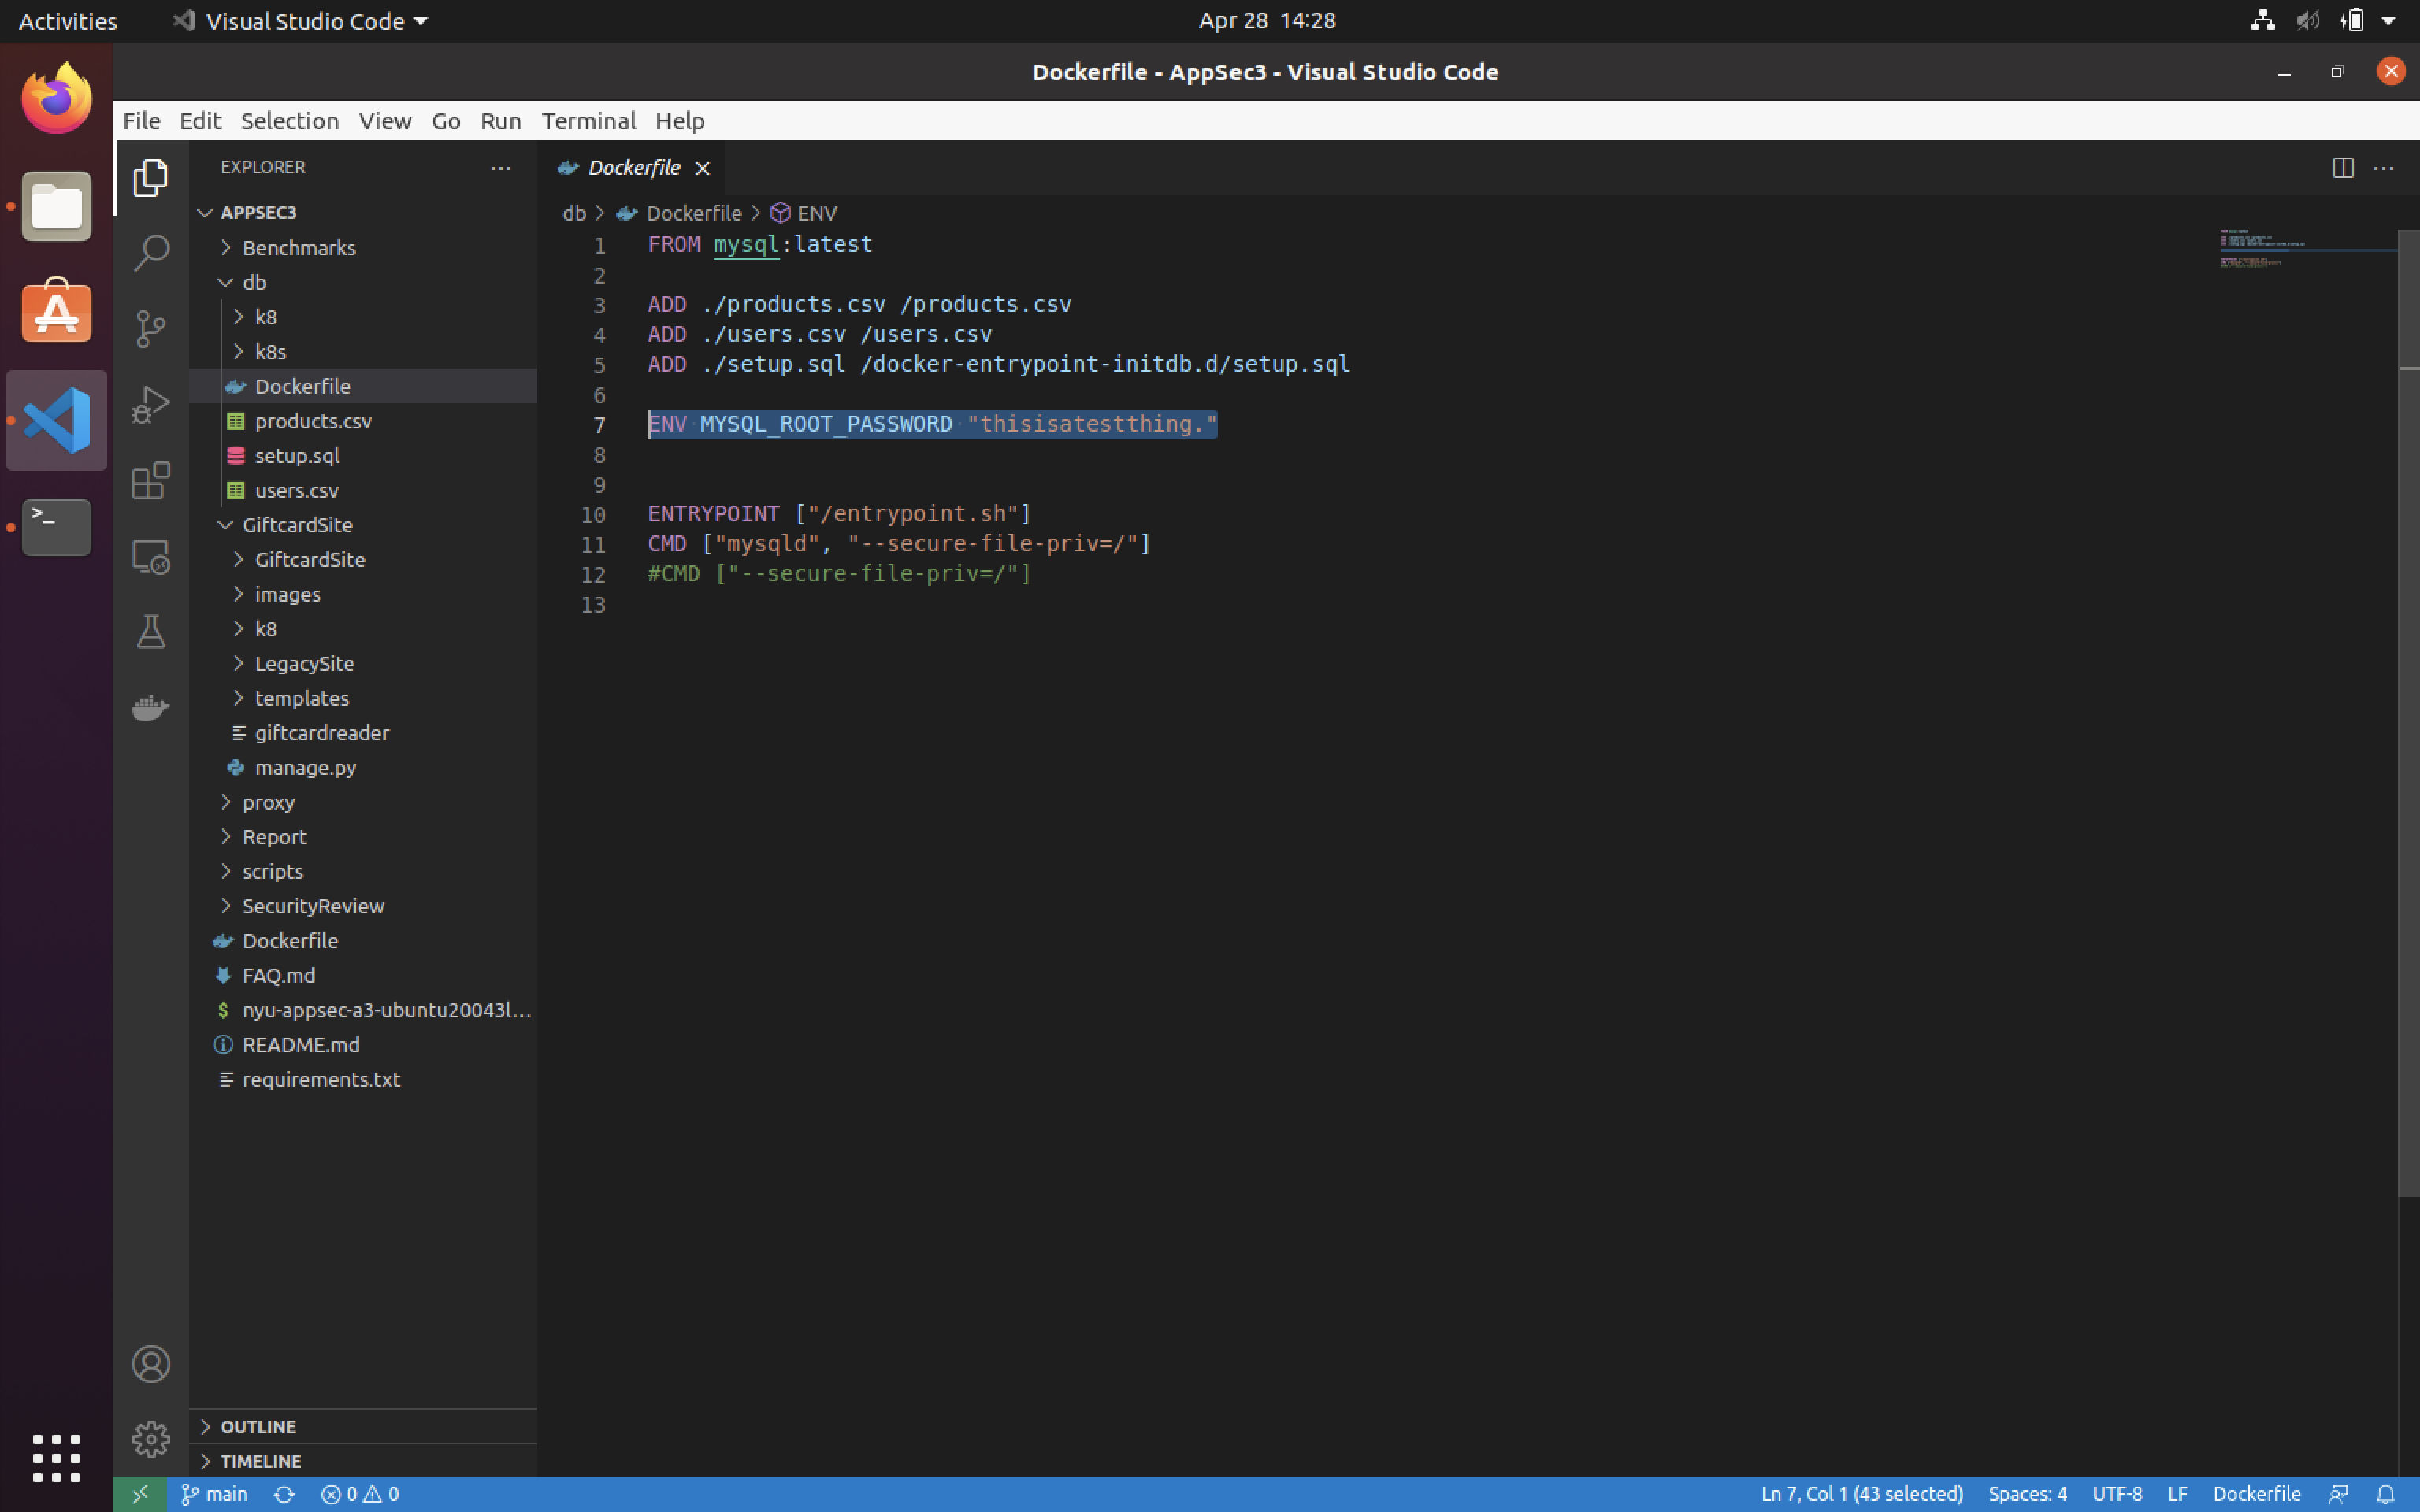 Activities
Visual Studio Code
Apr 28 14:28
Dockerfile - AppSec3 - Visual Studio Code
File Edit Selection View Go Run Terminal Help
EXPLORER
APPSEC3
Benchmarks
db
k8
k8s
Dockerfile
products.csv
setup.sql
users.csv
GiftcardSite
GiftcardSite
images
k8
LegacySite
templates
giftcardreader
manage.py
proxy
Report
scripts
SecurityReview
Dockerfile
FAQ.md
nyu-appsec-a3-ubuntu20043l...
README.md
requirements.txt
OUTLINE
TIMELINE
Dockerfile
db > Dockerfile > ENV
1 FROM mysql:latest
2
3 ADD ./products.csv /products.csv
4 ADD ./users.csv /users.csv
5 ADD ./setup.sql /docker-entrypoint-initdb.d/setup.sql
6
7 ENV MYSQL_ROOT_PASSWORD "thisisatestthing."
8
9
10 ENTRYPOINT ["/entrypoint.sh"]
11 CMD ["mysqld", "--secure-file-priv=/"]
12 #CMD ["--secure-file-priv=/"]
13
main 0 0 Ln 7, Col 1 (43 selected) Spaces: 4 UTF-8 LF Dockerfile